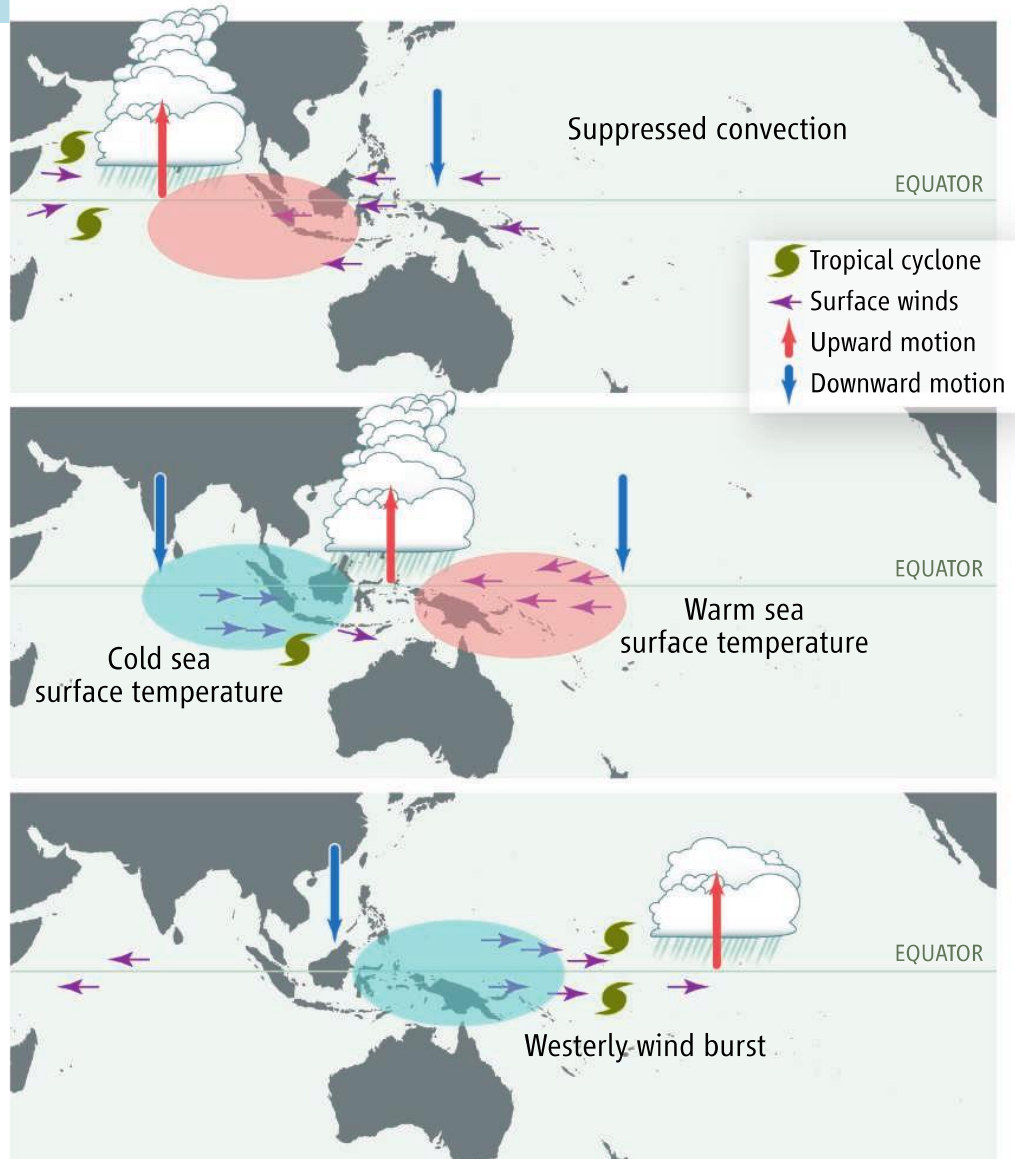 Suppressed convection
EQUATOR
Tropical cyclone
Surface winds
Upward motion
Downward motion
EQUATOR
Warm sea
surface temperature
Cold sea
surface temperature
EQUATOR
Westerly wind burst